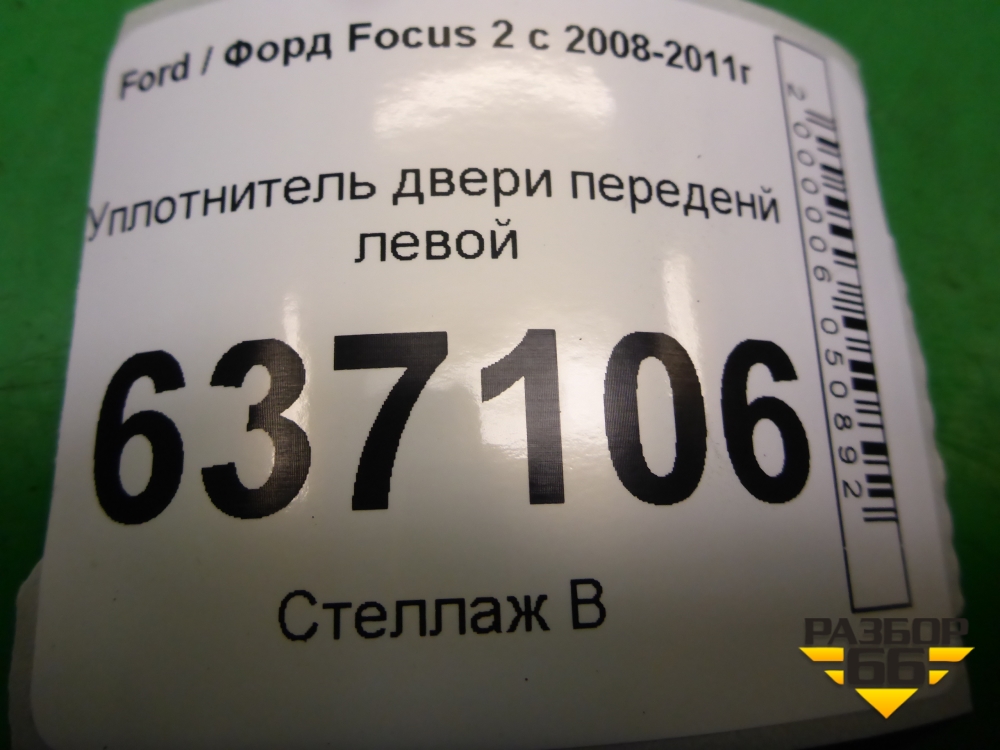 Ford / Форд Focus 2 с 2008-2011г
Уплотнитель двери переденй
левой
637106
Стеллаж В
2000006050892
РАЗБОР
66